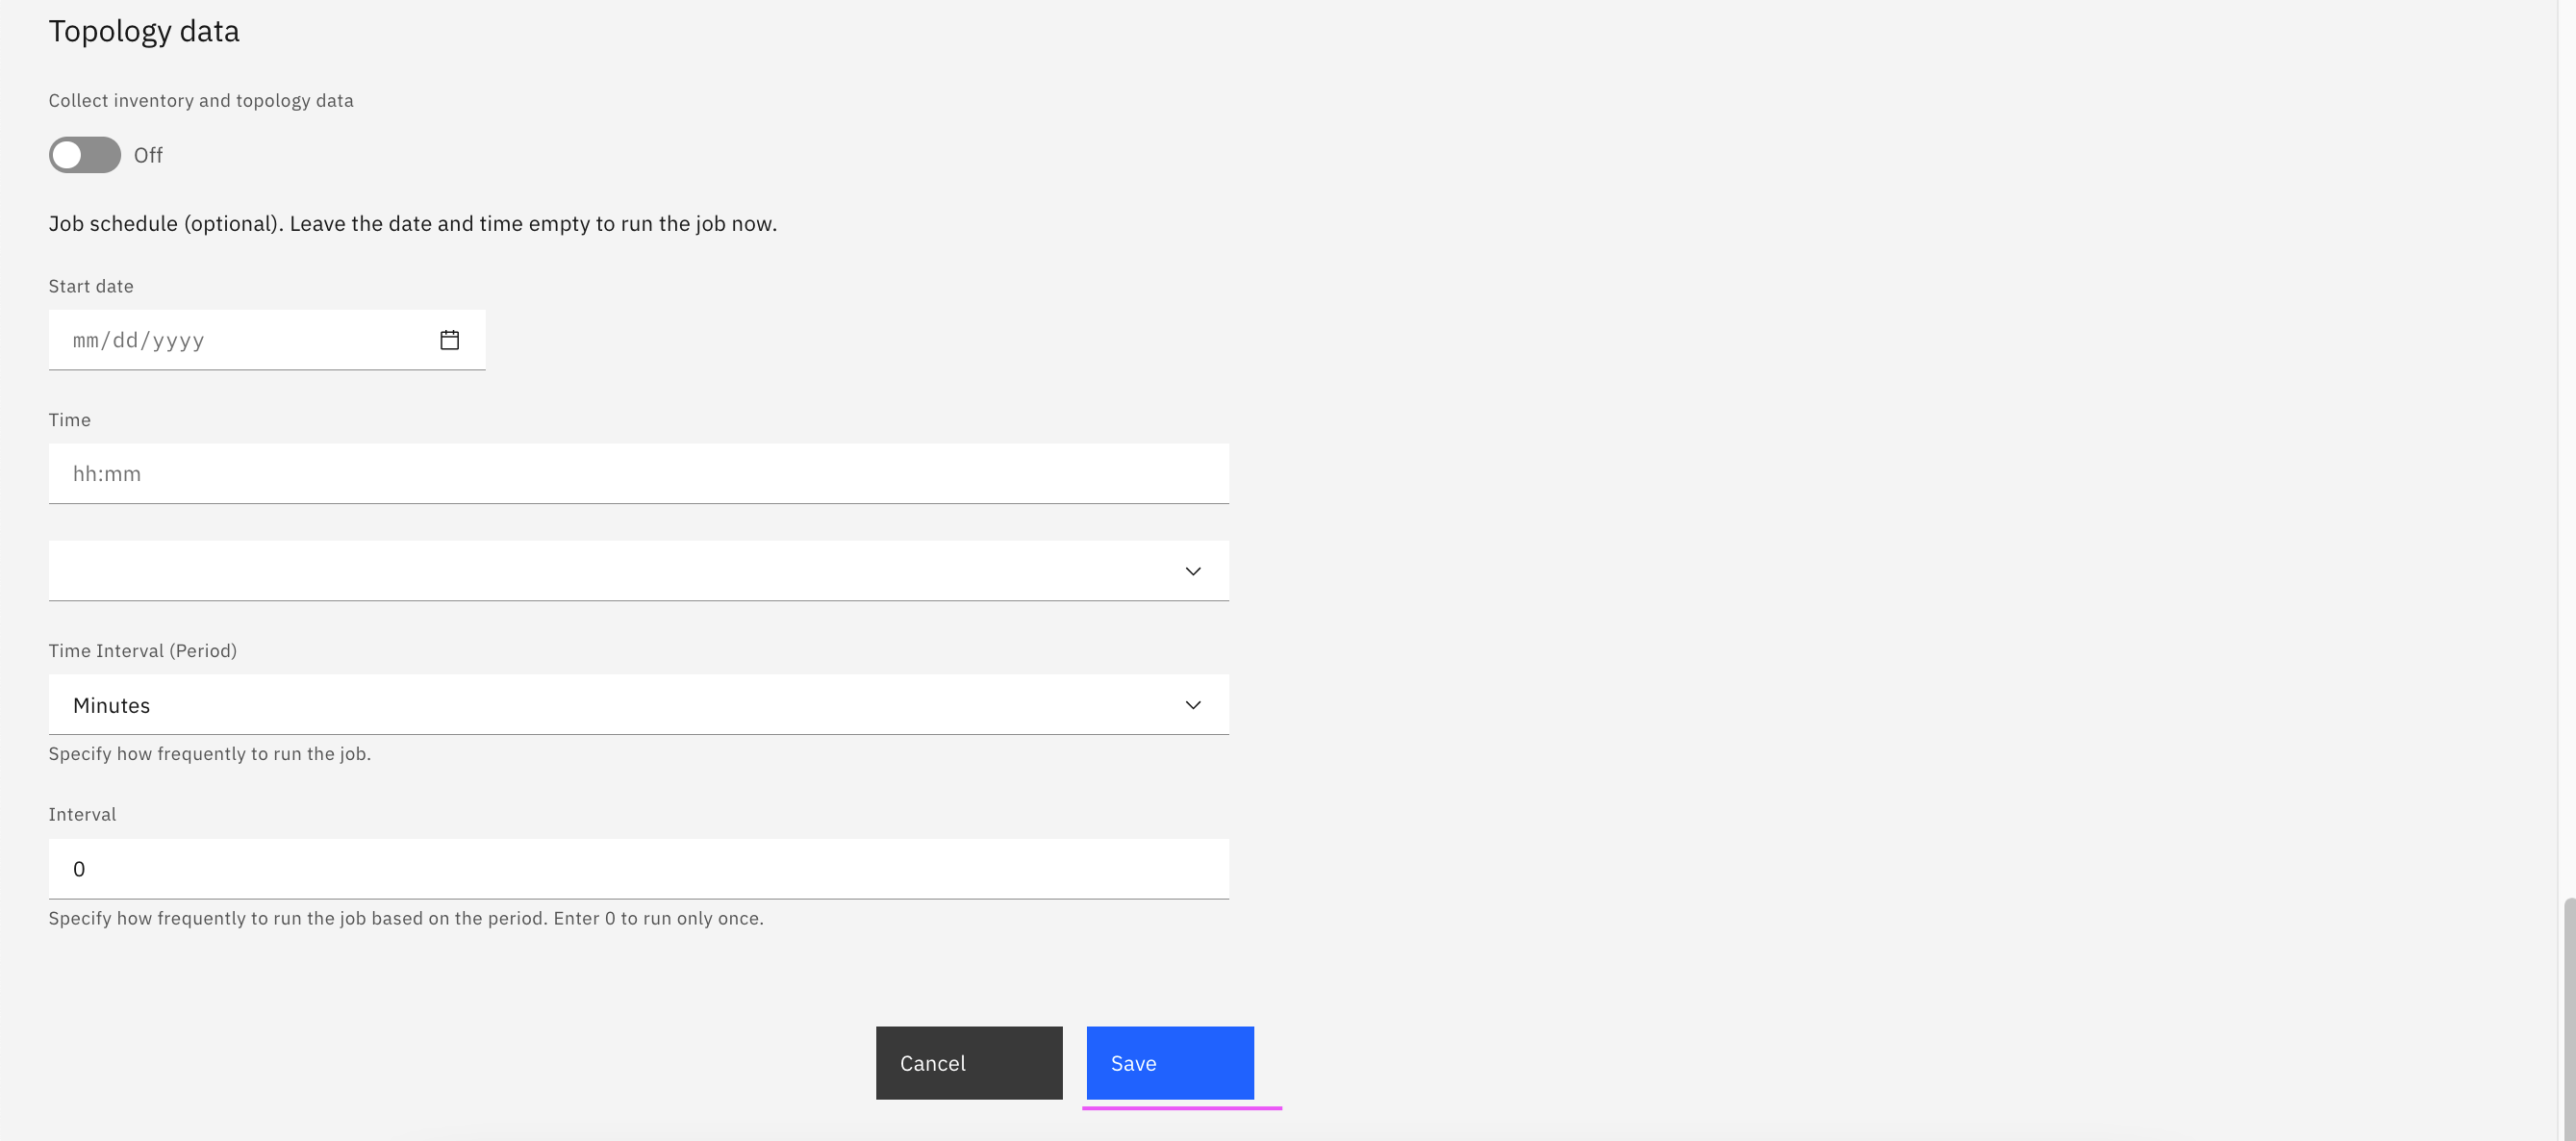 Topology data
Collect inventory and topology data
Off
Job schedule (optional). Leave the date and time empty to run the job now.
Start date
mm/dd/yyyy
Time
hh:mm
Time Interval (Period)
Minutes
Specify how frequently to run the job.
Interval
0
Specify how frequently to run the job based on the period. Enter 0 to run only once.
Cancel Save